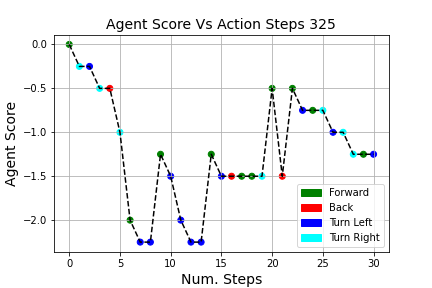 Agent Score Vs Action Steps 325
Agent Score
0.0
−0.5
−1.0
−1.5
−2.0
Forward
Back
Turn Left
Turn Right
0 5 10 15 20 25 30
Num. Steps